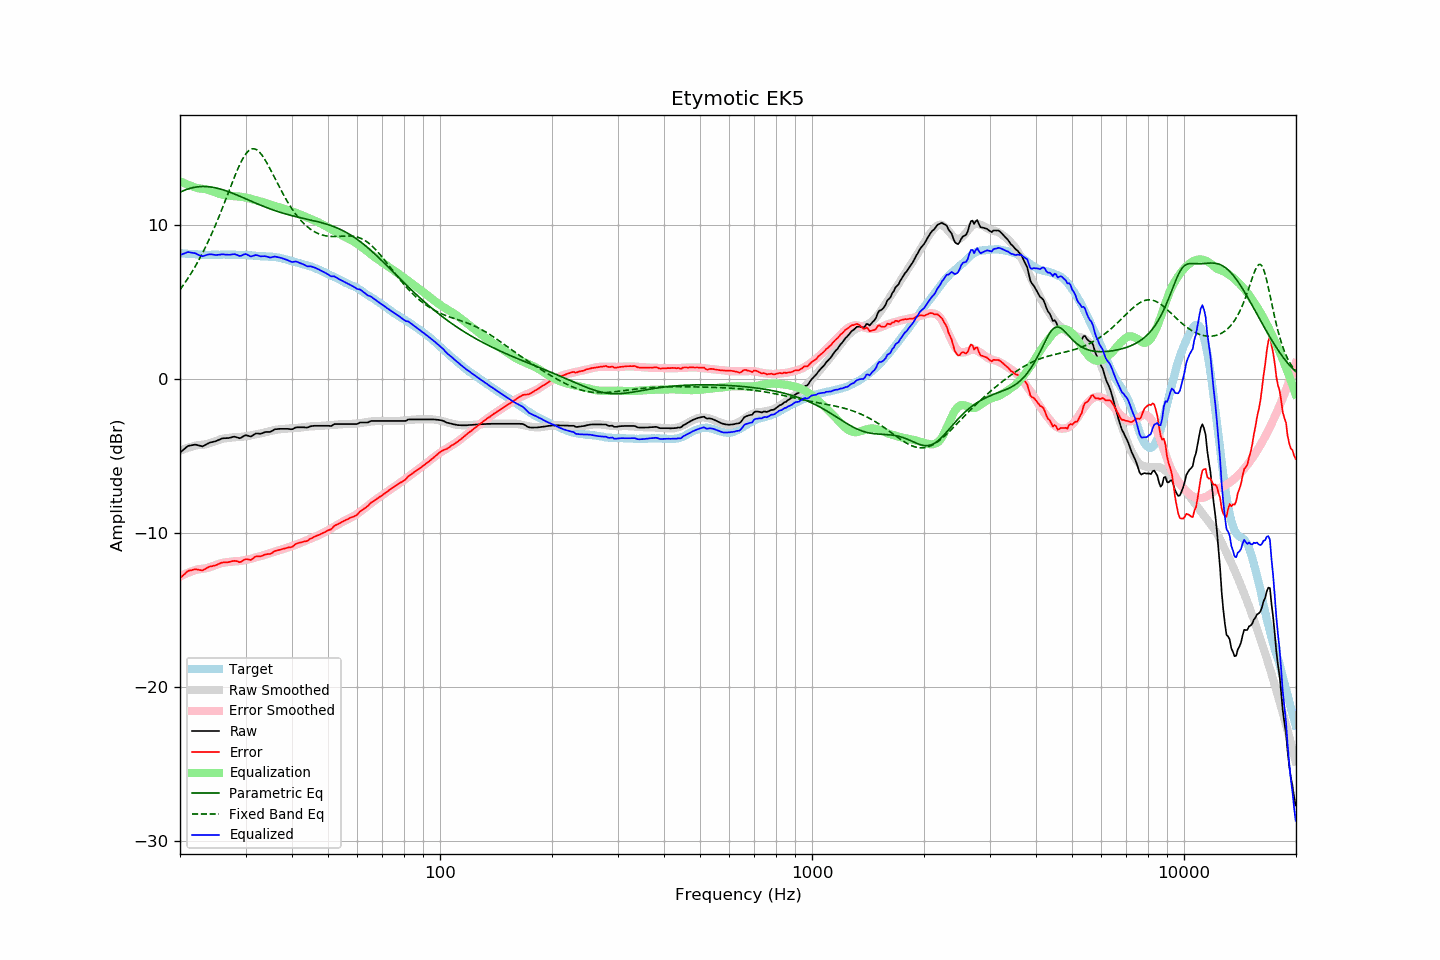 Etymotic EK5
10
0
−10
−20
−30
Amplitude (dBr)
Target
Raw Smoothed
Error Smoothed
Raw
Error
Equalization
Parametric Eq
Fixed Band Eq
Equalized
100
1000
10000
Frequency (Hz)